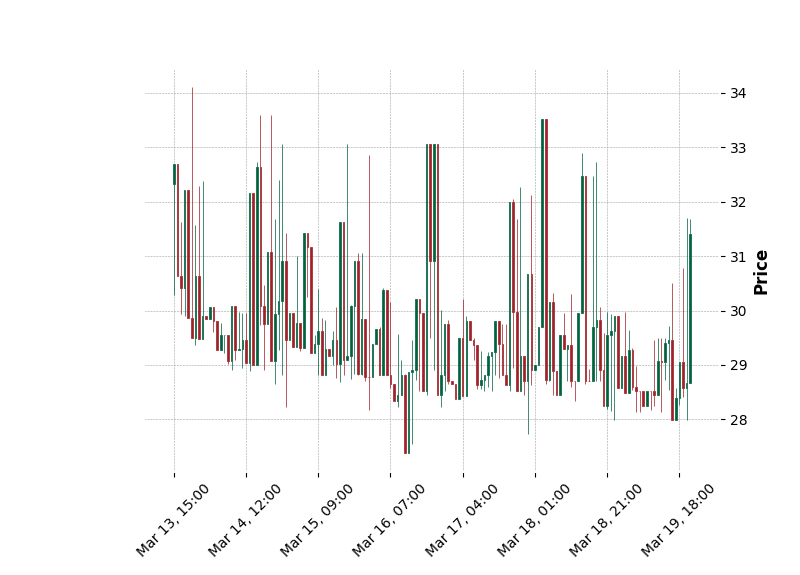 34
33
32
31
30
29
28
Price
Mar 13, 15:00
Mar 14, 12:00
Mar 15, 09:00
Mar 16, 07:00
Mar 17, 04:00
Mar 18, 01:00
Mar 18, 21:00
Mar 19, 18:00